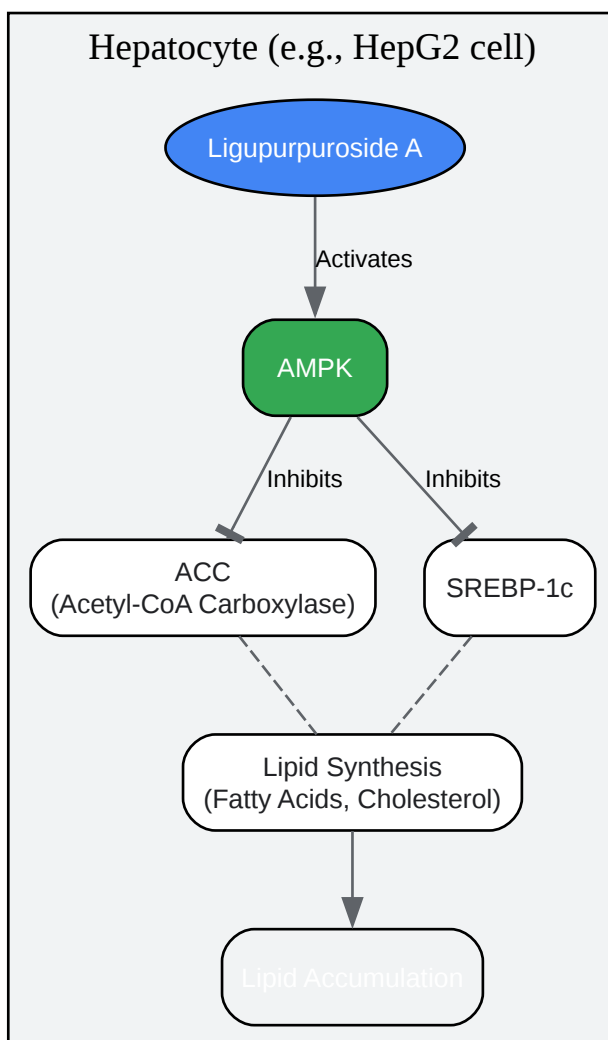 Hepatocyte (e.g., HepG2 cell)
Ligupurpuroside A
Activates
AMPK
Inhibits
Inhibits
ACC
(Acetyl-CoA Carboxylase)
SREBP-1c
Lipid Synthesis
(Fatty Acids, Cholesterol)
Lipid Accumulation